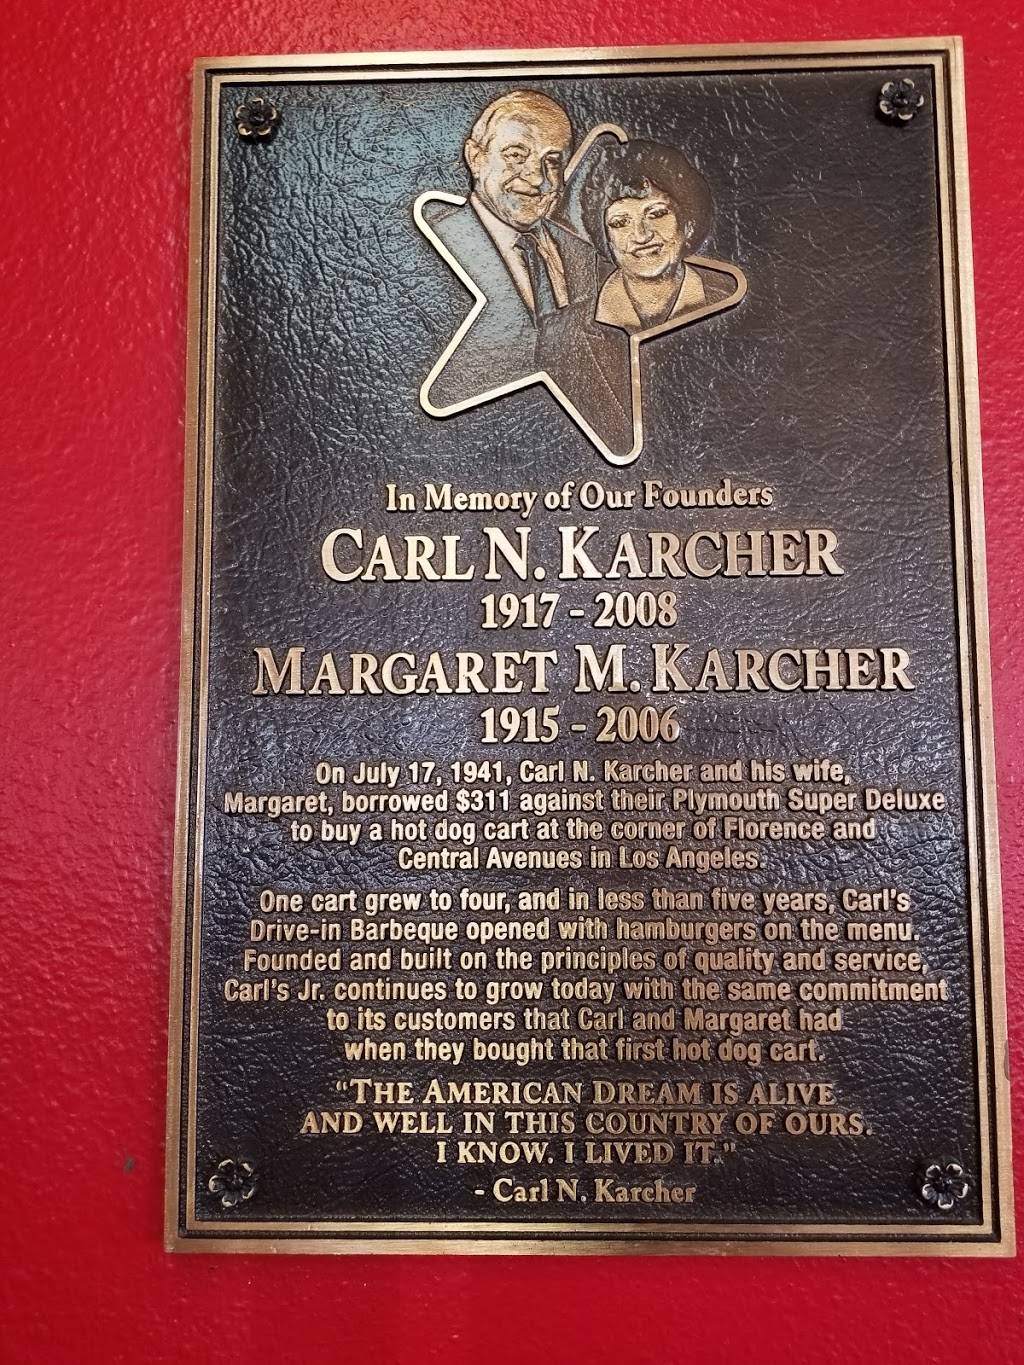 In Memory of Our Founders
CARL N. KARCHER
1917 - 2008
MARGARET M. KARCHER
1915 - 2006
On July 17, 1941, Carl N. Karcher and his wife,
Margaret, borrowed $311 against their Plymouth Super Deluxe
to buy a hot dog cart at the corner of Florence and
Central Avenues in Los Angeles.
One cart grew to four, and in less than five years, Carl's
Drive-in Barbeque opened with hamburgers on the menu.
Founded and built on the principles of quality and service,
Carl's Jr. continues to grow today with the same commitment
to its customers that Carl and Margaret had
when they bought that first hot dog cart.
"THE AMERICAN DREAM IS ALIVE
AND WELL IN THIS COUNTRY OF OURS.
I KNOW. I LIVED IT."
- Carl N. Karcher